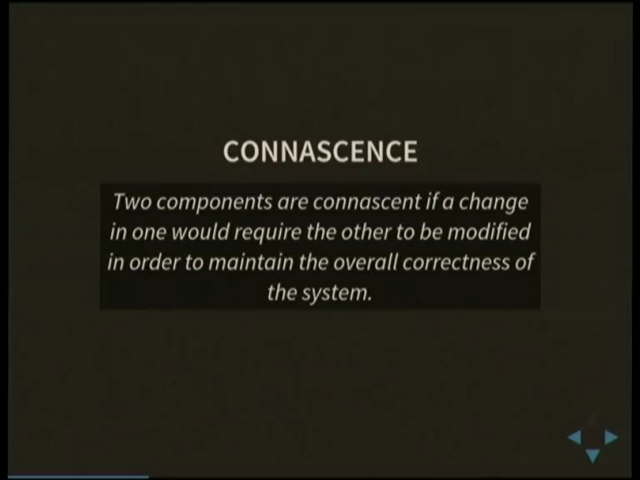 CONNASCENCE
Two components are connascent if a change
in one would require the other to be modified
in order to maintain the overall correctness of
the system.